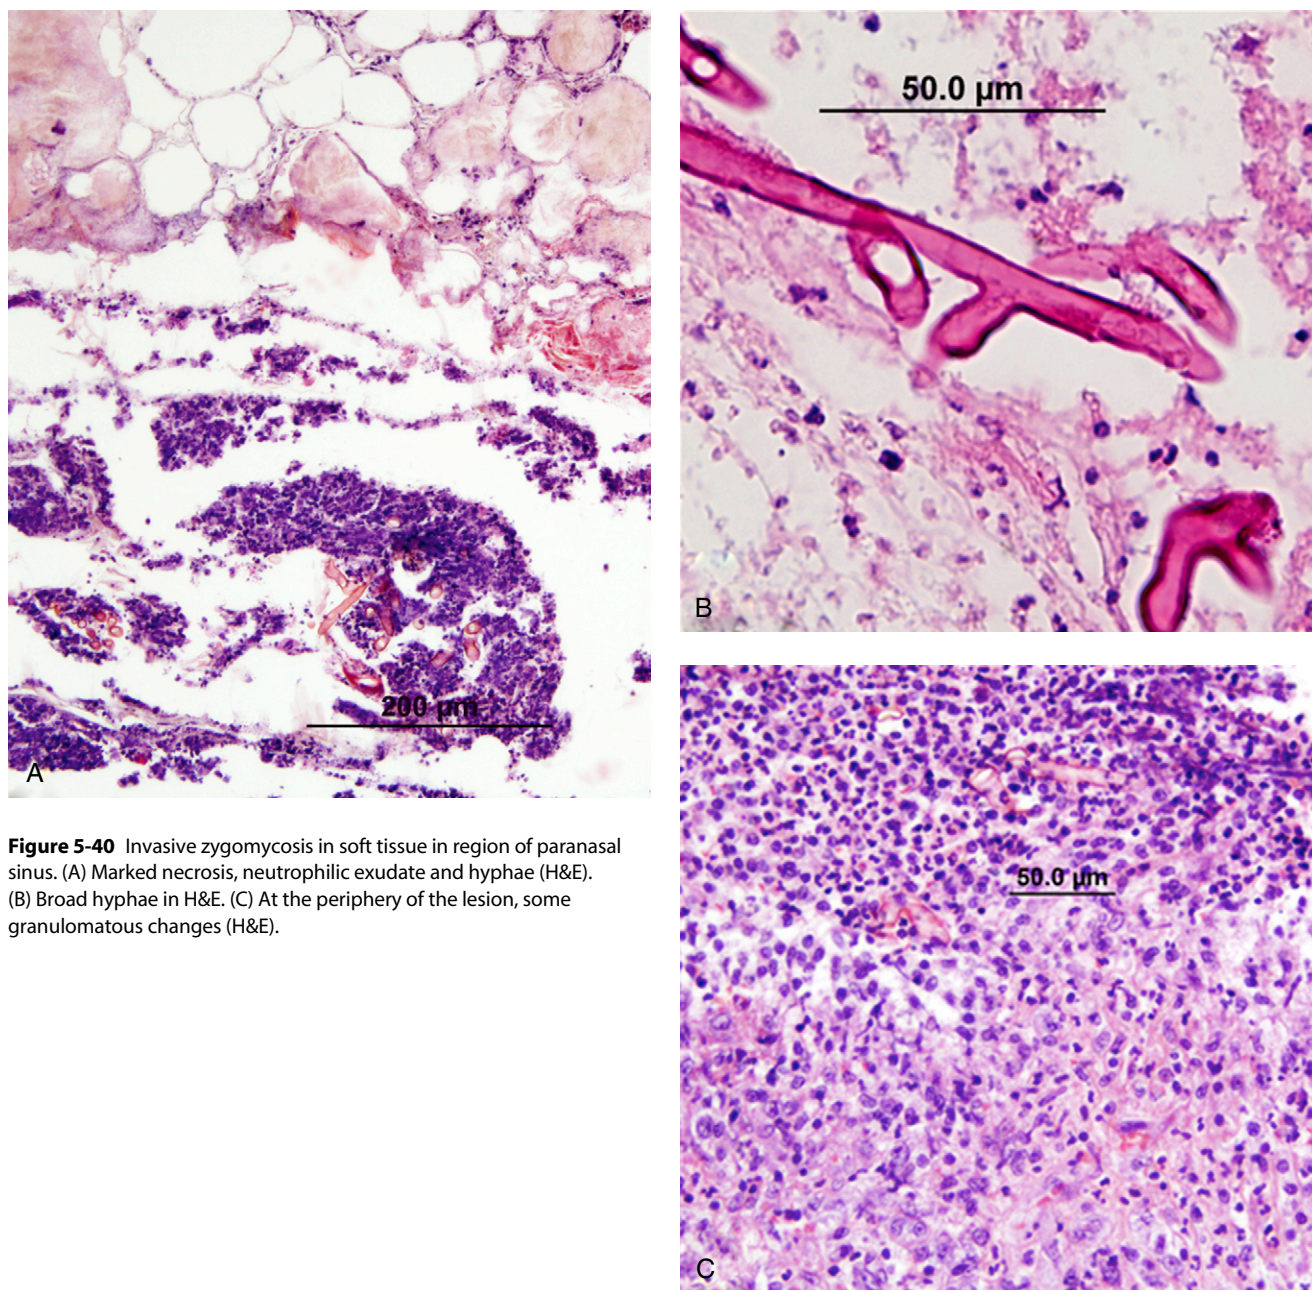 200 µm
A
Figure 5-40 Invasive zygomycosis in soft tissue in region of paranasal
sinus. (A) Marked necrosis, neutrophilic exudate and hyphae (H&E).
(B) Broad hyphae in H&E. (C) At the periphery of the lesion, some
granulomatous changes (H&E).
50.0 µm
B
50.0 µm
C